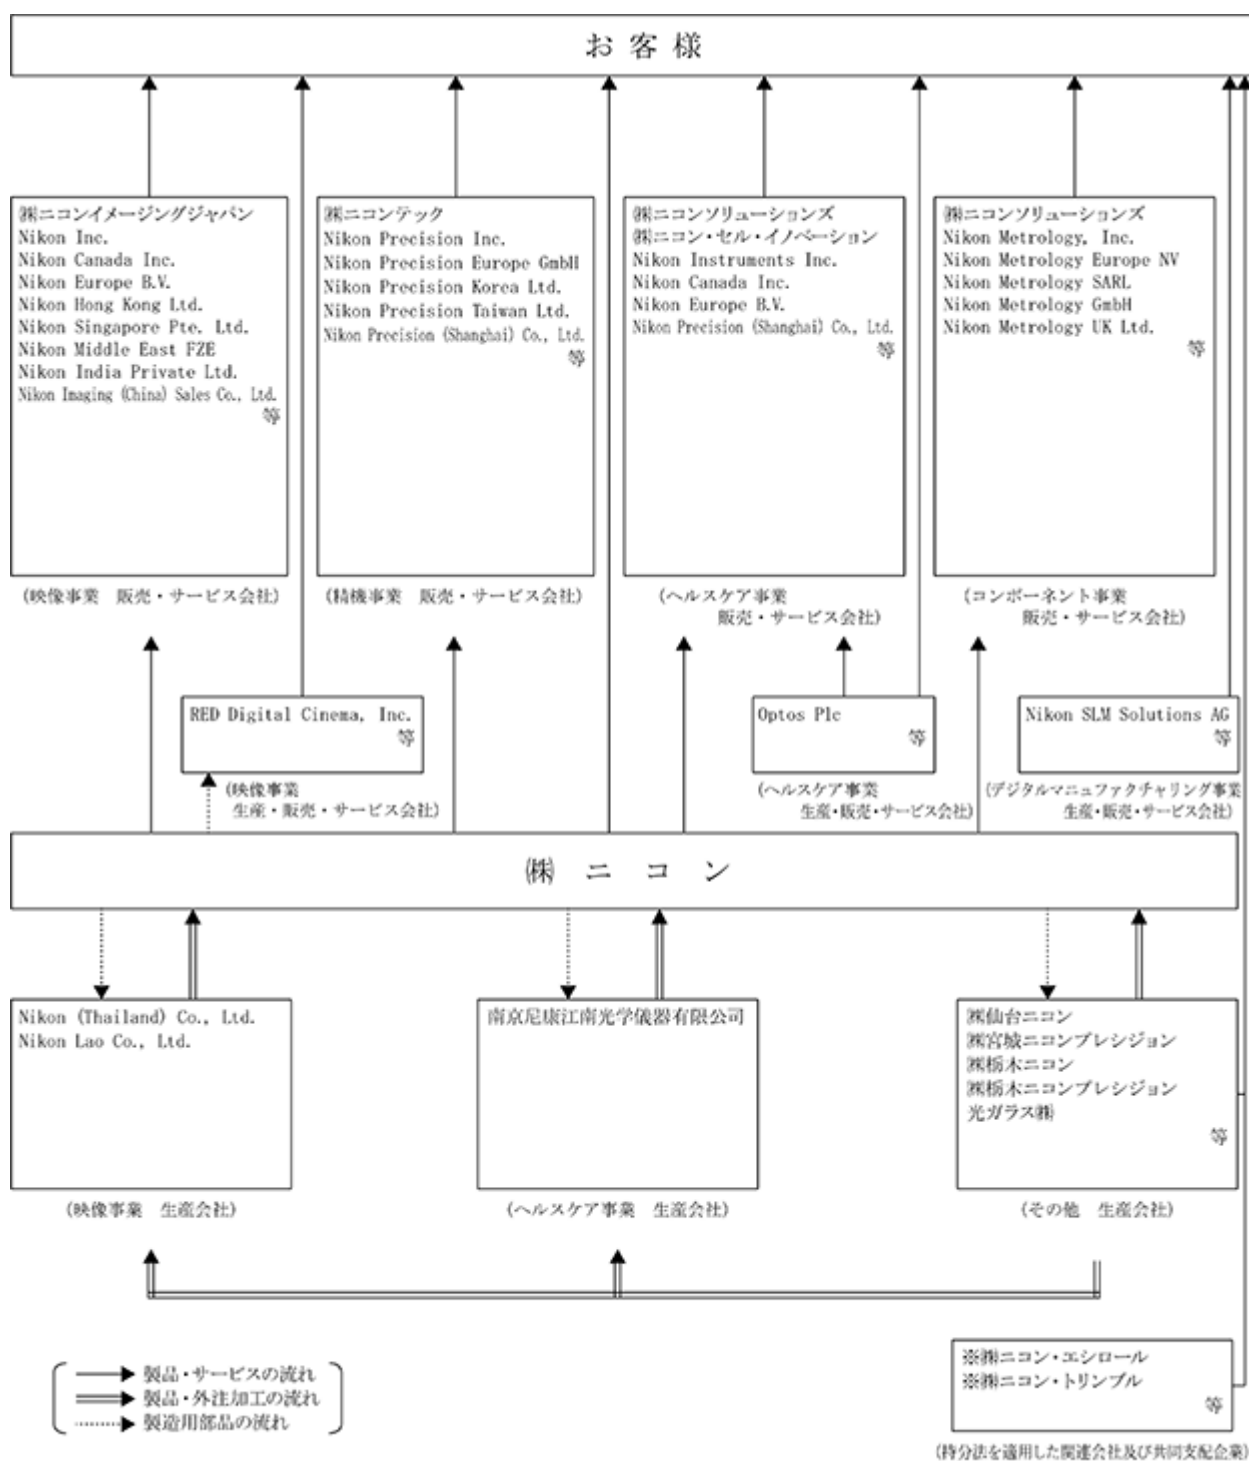 お客様
㈱ニコンイメージングジャパン
Nikon Inc.
Nikon Canada Inc.
Nikon Europe B.V.
Nikon Hong Kong Ltd.
Nikon Singapore Pte. Ltd.
Nikon Middle East FZE
Nikon India Private Ltd.
Nikon Imaging (China) Sales Co., Ltd.
等
(映像事業　販売・サービス会社)
㈱ニコンテック
Nikon Precision Inc.
Nikon Precision Europe GmbH
Nikon Precision Korea Ltd.
Nikon Precision Taiwan Ltd.
Nikon Precision (Shanghai) Co., Ltd.
等
(精機事業　販売・サービス会社)
㈱ニコンソリューションズ
㈱ニコン・セル・イノベーション
Nikon Instruments Inc.
Nikon Canada Inc.
Nikon Europe B.V.
Nikon Precision (Shanghai) Co., Ltd.
等
(ヘルスケア事業
販売・サービス会社)
㈱ニコンソリューションズ
Nikon Metrology, Inc.
Nikon Metrology Europe NV
Nikon Metrology SARL
Nikon Metrology GmbH
Nikon Metrology UK Ltd.
等
(コンポーネント事業
販売・サービス会社)
RED Digital Cinema, Inc.
等
(映像事業
生産・販売・サービス会社)
Optos Plc
等
(ヘルスケア事業
生産・販売・サービス会社)
Nikon SLM Solutions AG
等
(デジタルマニュファクチャリング事業
生産・販売・サービス会社)
㈱ニコン
Nikon (Thailand) Co., Ltd.
Nikon Lao Co., Ltd.
(映像事業　生産会社)
南京尼康江南光学儀器有限公司
(ヘルスケア事業　生産会社)
㈱仙台ニコン
㈱宮城ニコンプレシジョン
㈱栃木ニコン
㈱栃木ニコンプレシジョン
光ガラス㈱
等
(その他　生産会社)
製品・サービスの流れ
製品・外注加工の流れ
製造用部品の流れ
※㈱ニコン・エシロール
※㈱ニコン・トリンブル
等
(持分法を適用した関連会社及び共同支配企業)